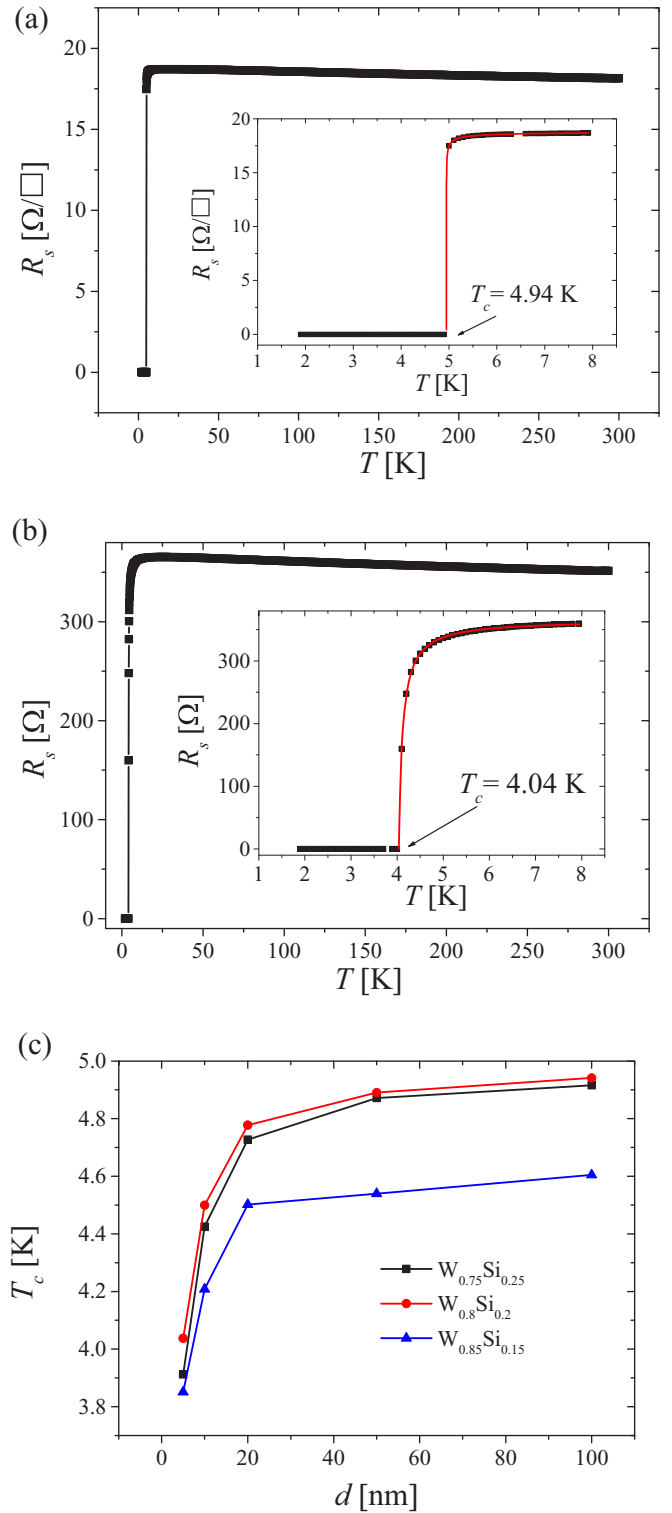 (a)
20
15
10
5
0
R_s [Ω/□]
0 50 100 150 200 250 300
T [K]
20
18
15
13
10
8
5
3
0
R_s [Ω/□]
T_c = 4.94 K
1 2 3 4 5 6 7 8
T [K]
(b)
300
200
100
0
R_s [Ω]
0 50 100 150 200 250 300
T [K]
300
200
100
0
R_s [Ω]
T_c = 4.04 K
1 2 3 4 5 6 7 8
T [K]
(c)
5.0
4.8
4.6
4.4
4.2
4.0
3.8
T_c [K]
W_0.75Si_0.25
W_0.8Si_0.2
W_0.85Si_0.15
0 20 40 60 80 100
d [nm]